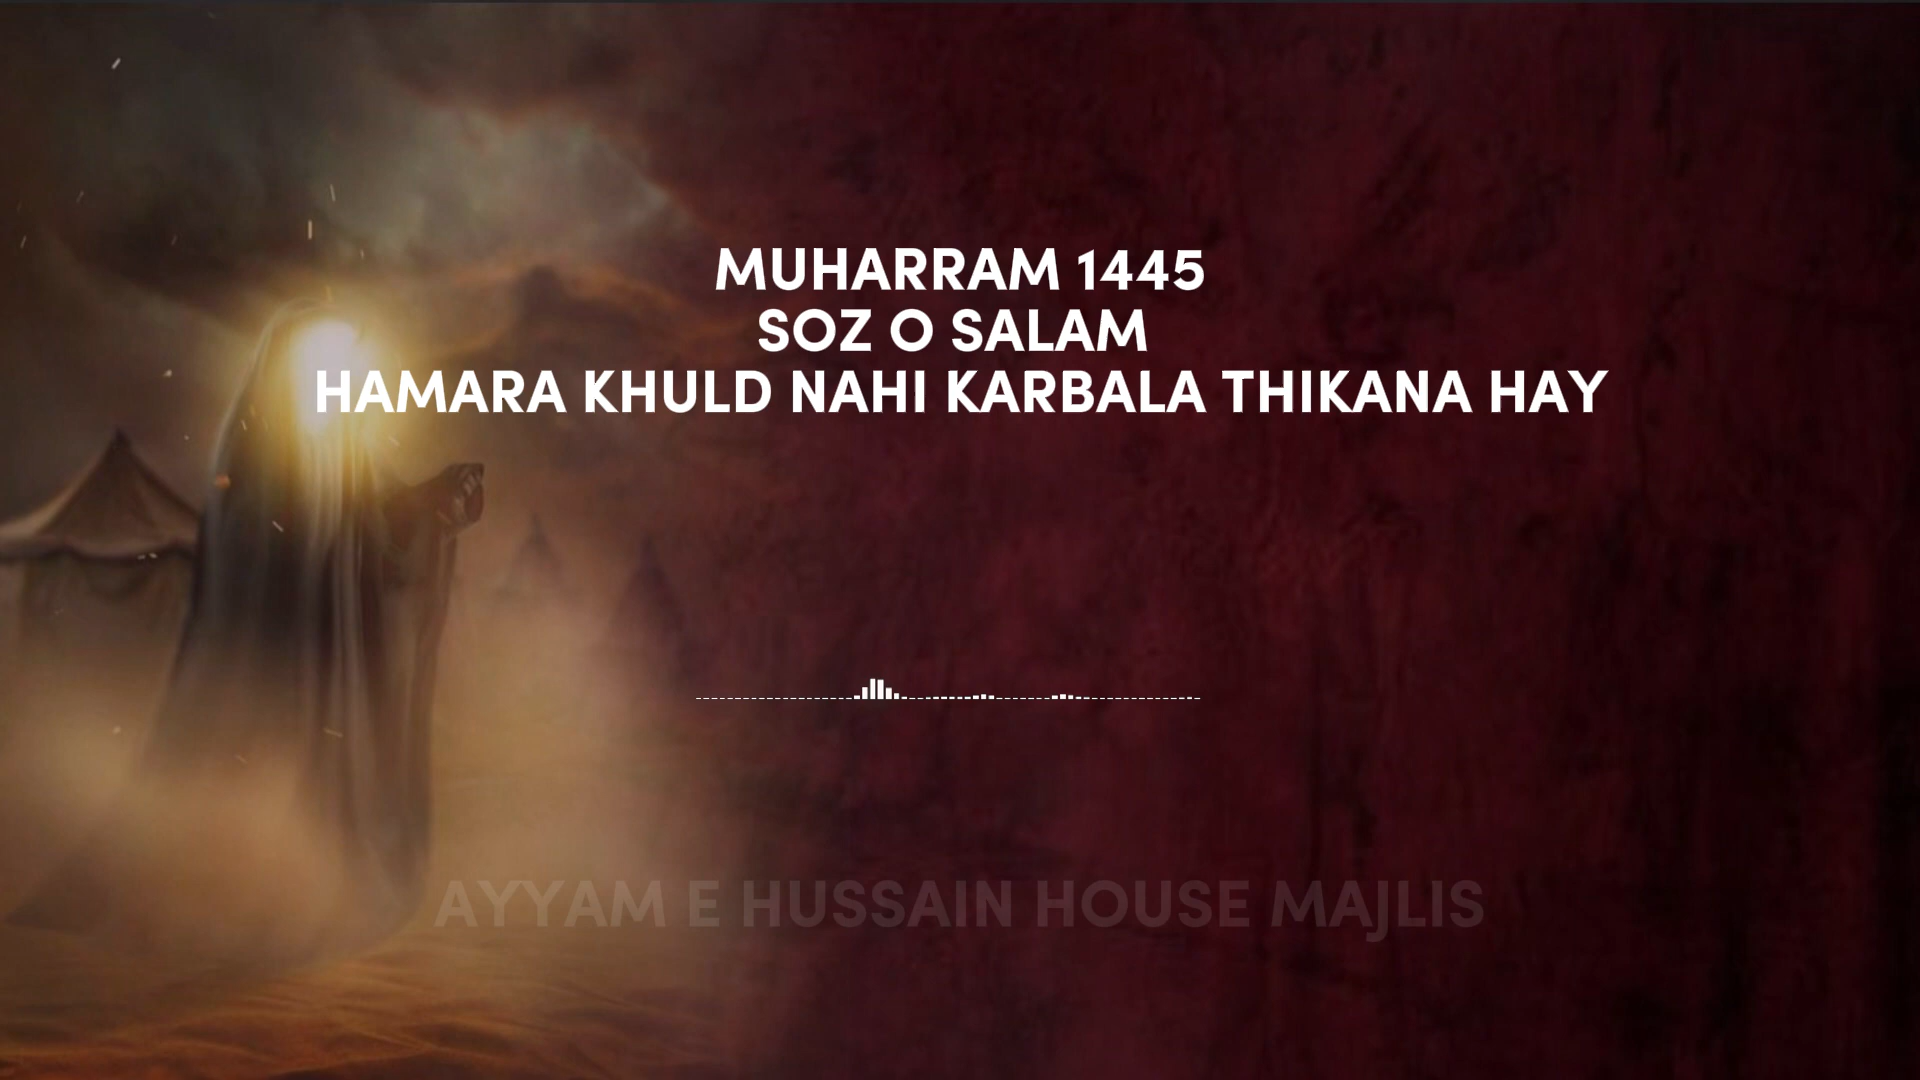 MUHARRAM 1445
SOZ O SALAM
HAMARA KHULD NAHI KARBALA THIKANA HAY
AYYAM E HUSSAIN HOUSE MAJLIS